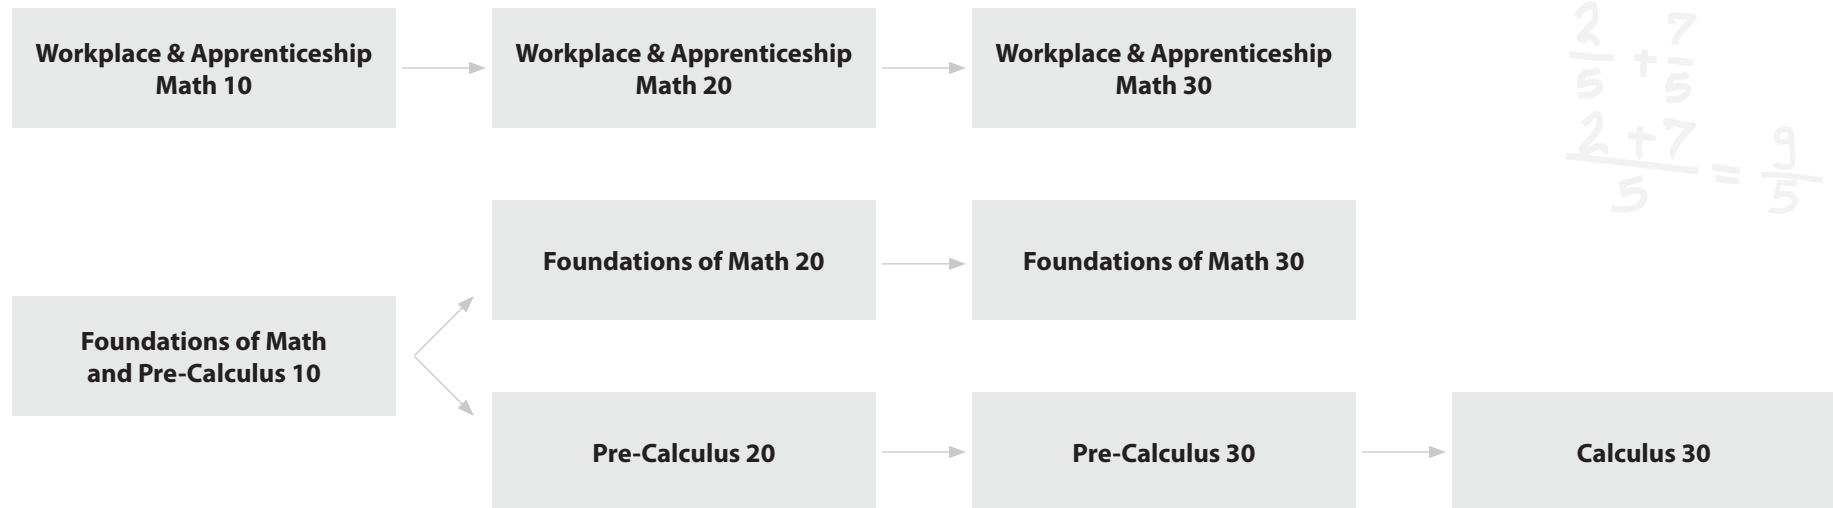 Workplace & Apprenticeship
Math 10
Workplace & Apprenticeship
Math 20
Workplace & Apprenticeship
Math 30
2/5 + 7/5
2 + 7/5 = 9/5
Foundations of Math 20
Foundations of Math 30
Foundations of Math
and Pre-Calculus 10
Pre-Calculus 20
Pre-Calculus 30
Calculus 30